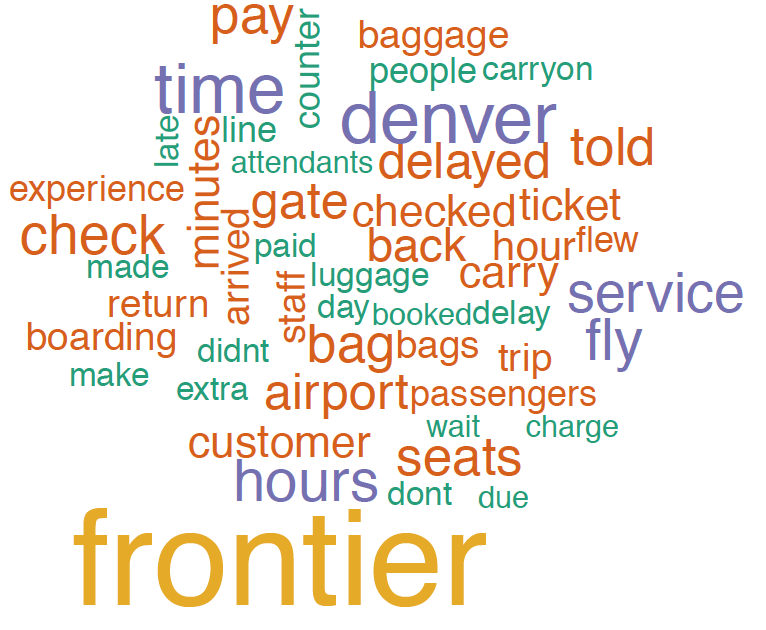 pay
counter
baggage
people
carryon
time
denver
late
line
minutes
attendants
delayed
told
experience
gate
checked
ticket
check
arrived
paid
back
hour
flew
made
luggage
carry
service
return
staff
day
booked
delay
boarding
didnt
bag
bags
trip
fly
make
extra
airport
passengers
wait
charge
customer
seats
hours
dont
due
frontier